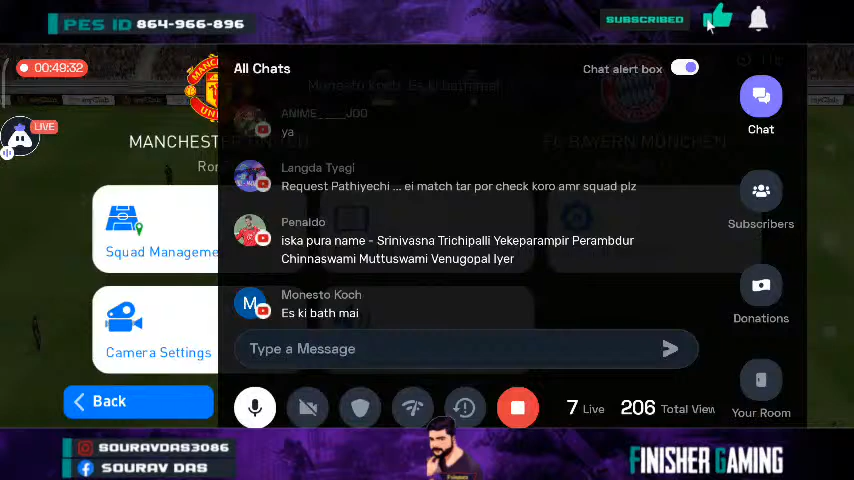 PES ID 864-966-896
SUBSCRIBED
00:49:32
All Chats
Chat alert box
LIVE
ANIME____JOO
ya
Chat
MANCHESTER
FC BAYERN MÜNCHEN
Langda Tyagi
Request Pathiyechi ... ei match tar por check koro amr squad plz
Subscribers
Penaldo
iska pura name - Srinivasna Trichipalli Yekeparampir Perambdur
Chinnaswami Muttuswami Venugopal Iyer
Squad Manageme
Monesto Koch
Es ki bath mai
M
Donations
Type a Message
Camera Settings
Back
7 Live
206 Total View
Your Room
SOURAVDAS3086
SOURAV DAS
FINISHER GAMING